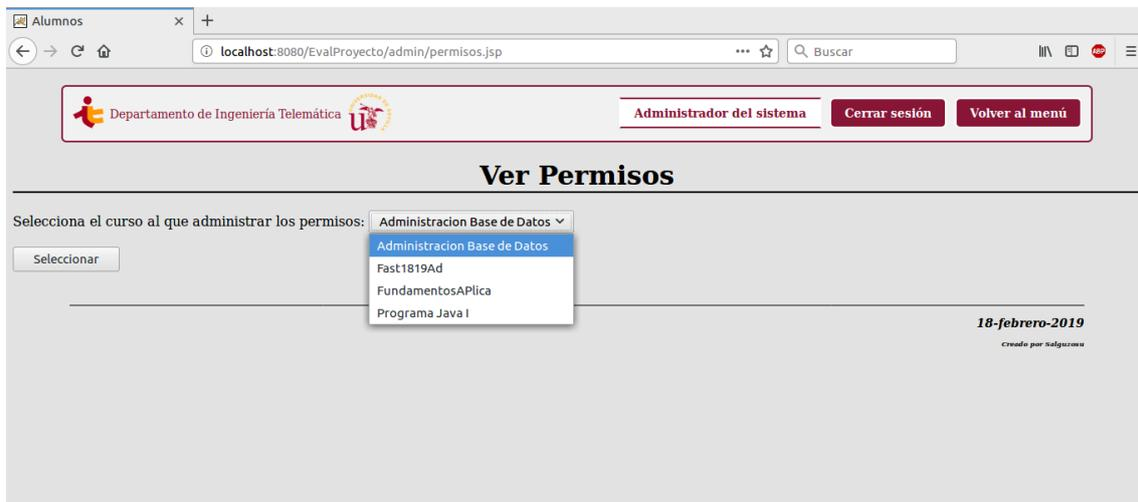 Alumnos
localhost:8080/EvalProyecto/admin/permisos.jsp
Buscar
ABP
Departamento de Ingeniería Telemática
Administrador del sistema
Cerrar sesión
Volver al menú
Ver Permisos
Selecciona el curso al que administrar los permisos: Administracion Base de Datos
Administracion Base de Datos
Fast1819Ad
FundamentosAPlica
Programa Java I
Seleccionar
18-febrero-2019
Creado por Salguzosu